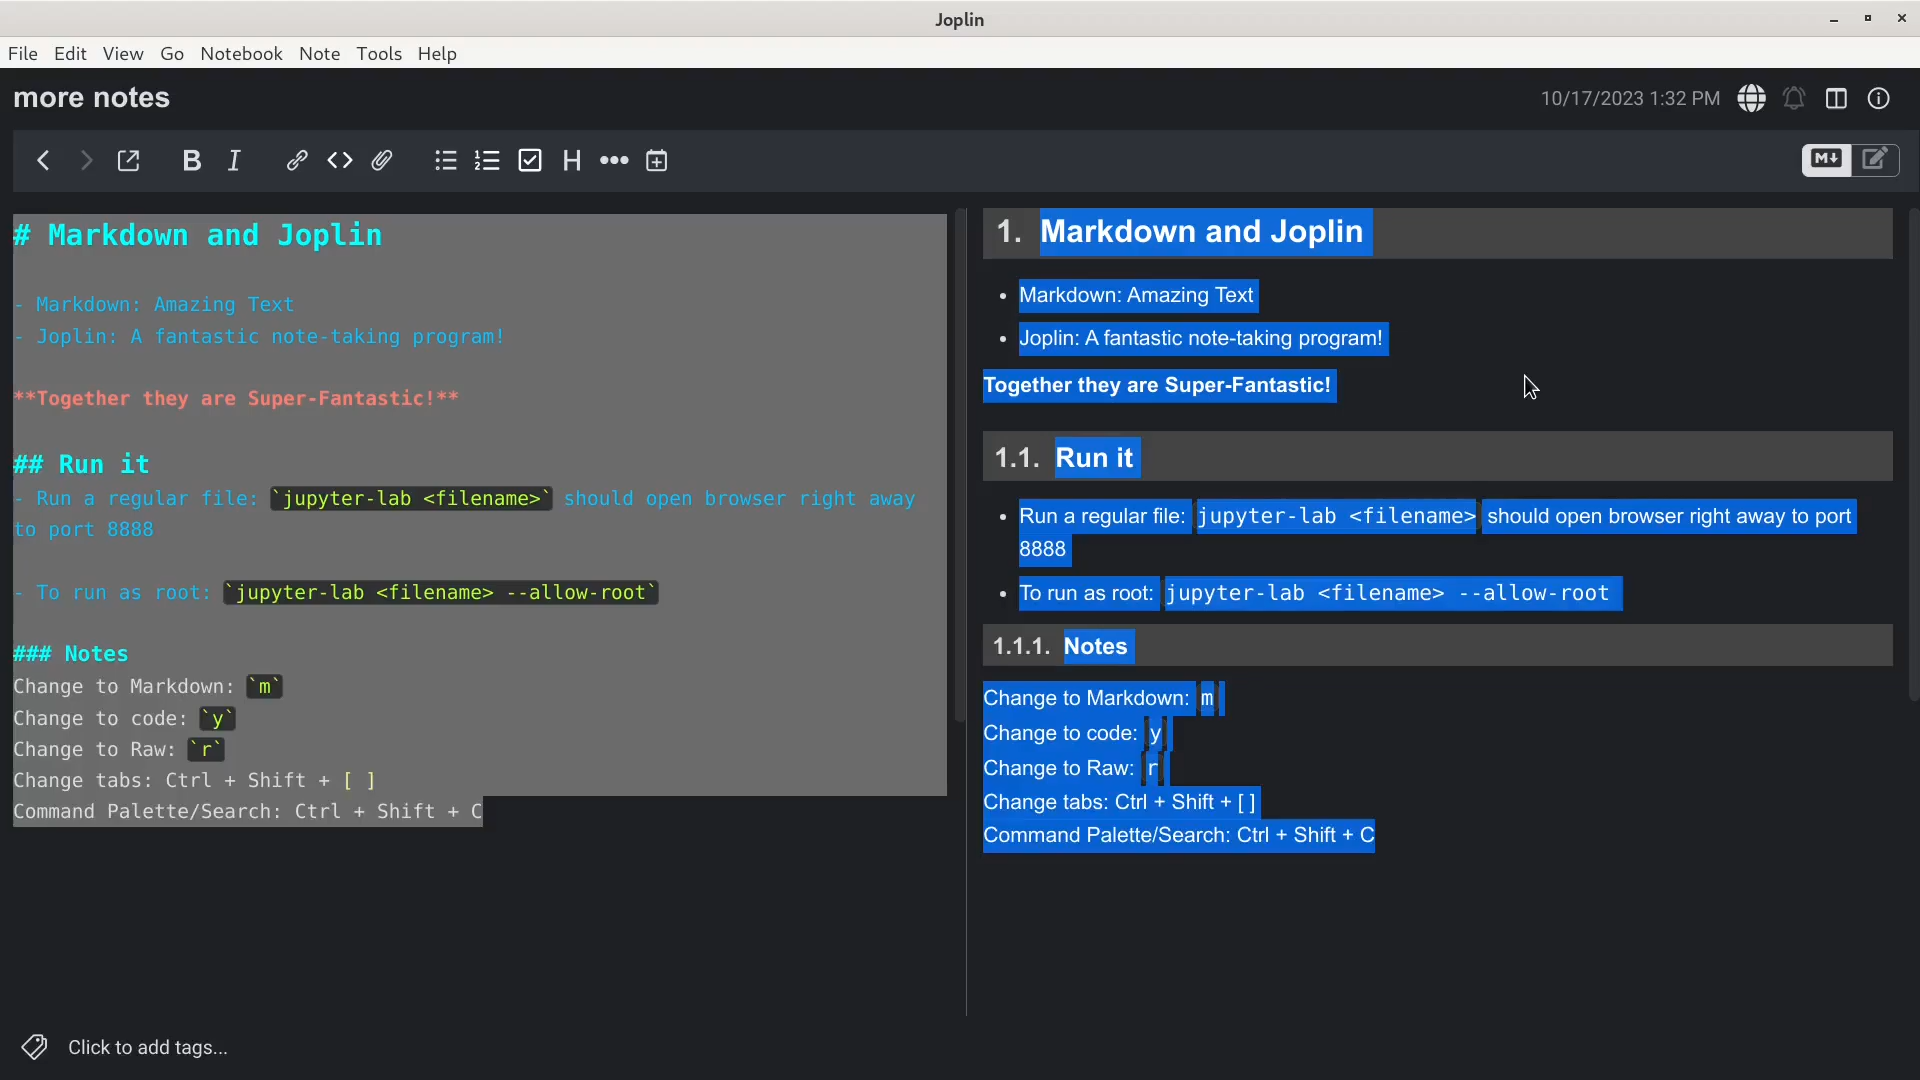 Joplin
File Edit View Go Notebook Note Tools Help
more notes
10/17/2023 1:32 PM
B I H M↓
# Markdown and Joplin
- Markdown: Amazing Text
- Joplin: A fantastic note-taking program!
**Together they are Super-Fantastic!**
## Run it
- Run a regular file: `jupyter-lab <filename>` should open browser right away
to port 8888
- To run as root: `jupyter-lab <filename> --allow-root`
### Notes
Change to Markdown: `m`
Change to code: `y`
Change to Raw: `r`
Change tabs: Ctrl + Shift + [ ]
Command Palette/Search: Ctrl + Shift + C
1. Markdown and Joplin
• Markdown: Amazing Text
• Joplin: A fantastic note-taking program!
Together they are Super-Fantastic!
1.1. Run it
• Run a regular file: jupyter-lab <filename> should open browser right away to port
8888
• To run as root: jupyter-lab <filename> --allow-root
1.1.1. Notes
Change to Markdown: m
Change to code: y
Change to Raw: r
Change tabs: Ctrl + Shift + [ ]
Command Palette/Search: Ctrl + Shift + C
Click to add tags...